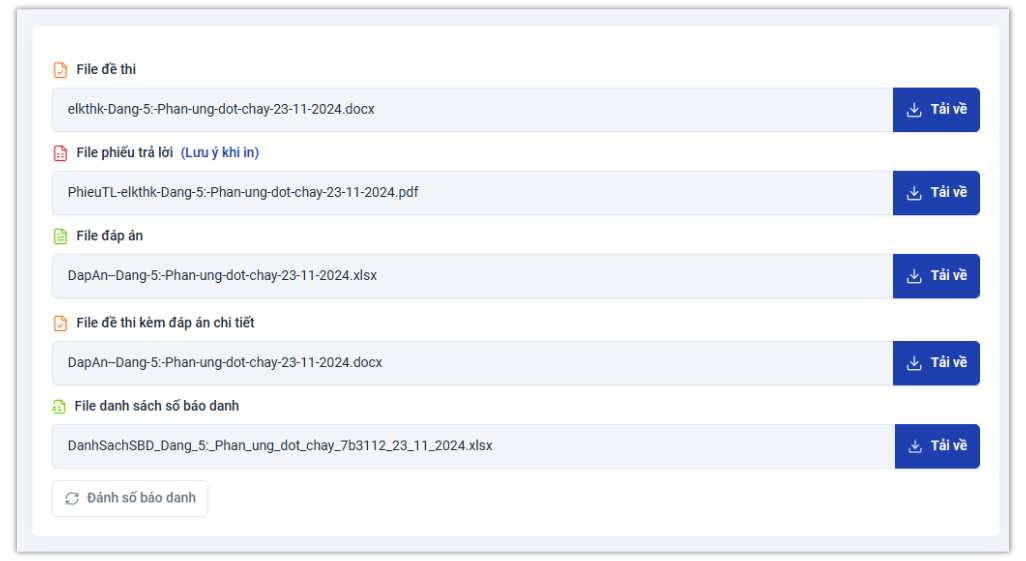 File đề thi
elkthk-Dang-5:-Phan-ung-dot-chay-23-11-2024.docx
Tải về
File phiếu trả lời (Lưu ý khi in)
PhieuTL-elkthk-Dang-5:-Phan-ung-dot-chay-23-11-2024.pdf
Tải về
File đáp án
DapAn--Dang-5:-Phan-ung-dot-chay-23-11-2024.xlsx
Tải về
File đề thi kèm đáp án chi tiết
DapAn--Dang-5:-Phan-ung-dot-chay-23-11-2024.docx
Tải về
File danh sách số báo danh
DanhSachSBD_Dang_5:_Phan_ung_dot_chay_7b3112_23_11_2024.xlsx
Tải về
Đánh số báo danh